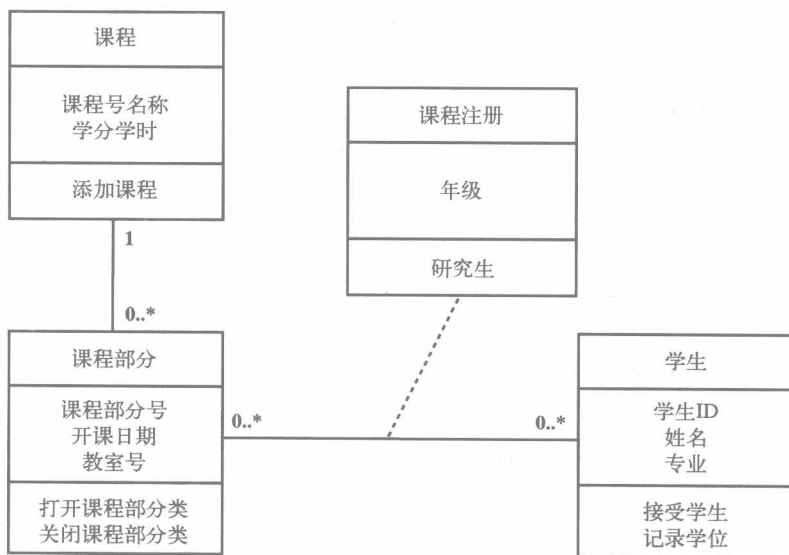 课程
课程号名称
学分学时
添加课程
1
0..*
课程注册
年级
研究生
课程部分
课程部分号
开课日期
教室号
打开课程部分类
关闭课程部分类
0..*
0..*
学生
学生ID
姓名
专业
接受学生
记录学位